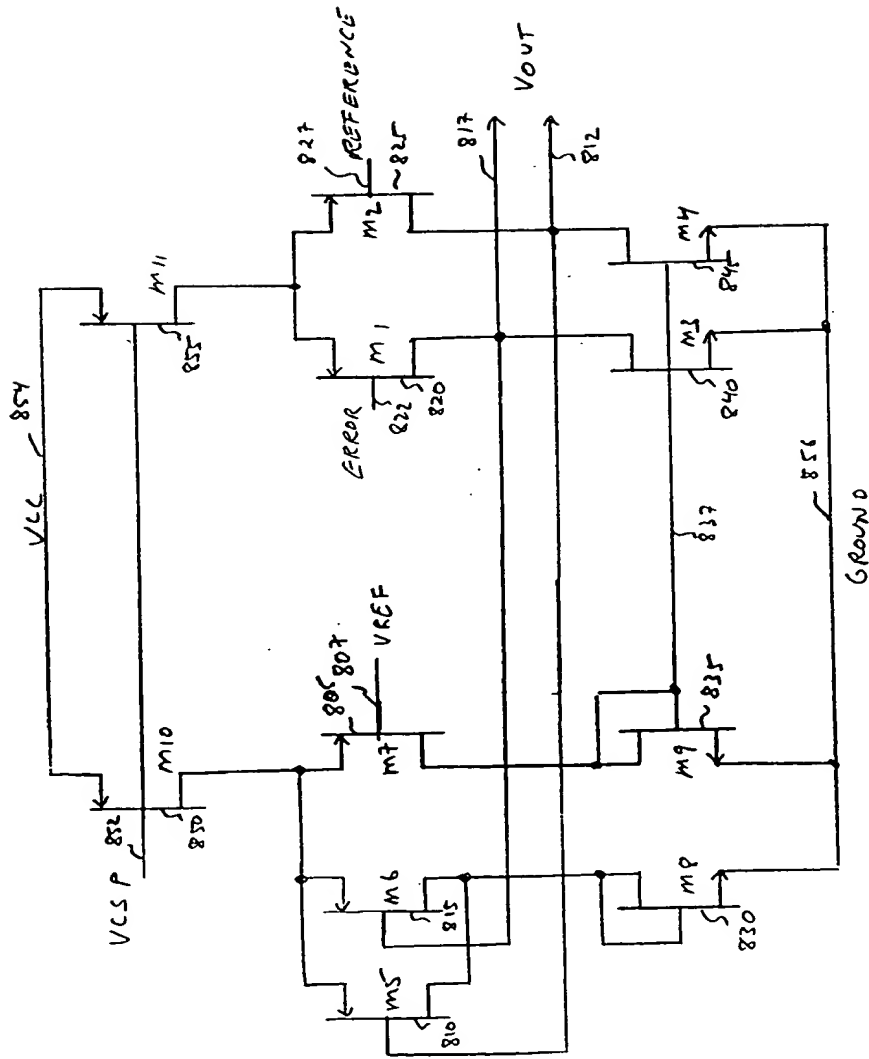 VCC
854
VCSP
852
850
M10
M11
855
827
REFERENCE
M2
825
ERROR
822
M1
820
817
VOUT
812
805
807
VREF
M7
M6
815
M5
810
837
M9
835
M8
830
M3
840
M4
845
856
GROUND